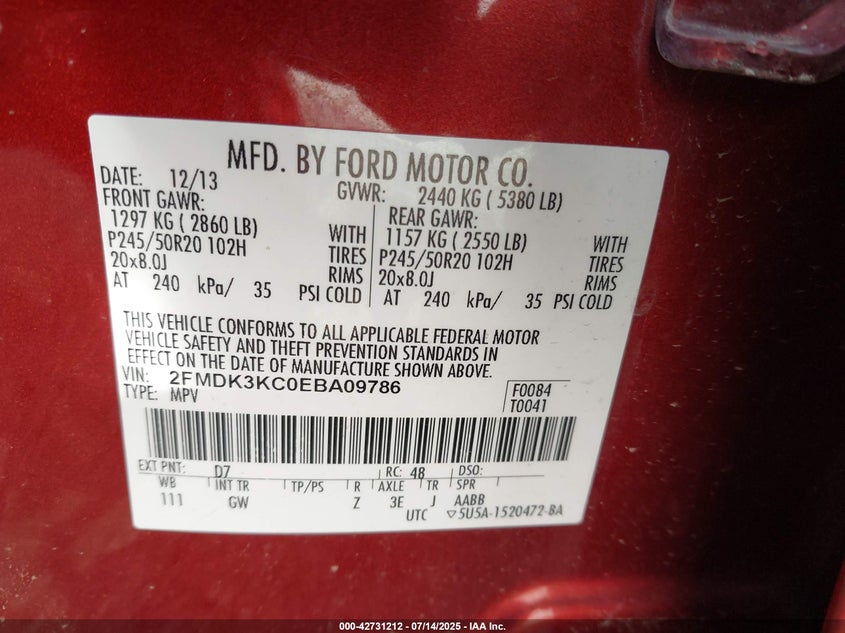 MFD. BY FORD MOTOR CO.
DATE: 12/13 GVWR: 2440 KG ( 5380 LB)
FRONT GAWR: REAR GAWR:
1297 KG ( 2860 LB) WITH 1157 KG ( 2550 LB) WITH
P245/50R20 102H TIRES P245/50R20 102H TIRES
20x8.0J RIMS 20x8.0J RIMS
AT 240 kPa/ 35 PSI COLD AT 240 kPa/ 35 PSI COLD
THIS VEHICLE CONFORMS TO ALL APPLICABLE FEDERAL MOTOR
VEHICLE SAFETY AND THEFT PREVENTION STANDARDS IN
EFFECT ON THE DATE OF MANUFACTURE SHOWN ABOVE.
VIN: 2FMDK3KC0EBA09786 F0084
TYPE: MPV T0041
EXT PNT: D7 RC: 48 DSO:
WB INT TR TP/PS R AXLE TR SPR
111 GW Z 3E J AABB
UTC ▽5U5A-1520472-BA
000-42731212 - 07/14/2025 - IAA Inc.